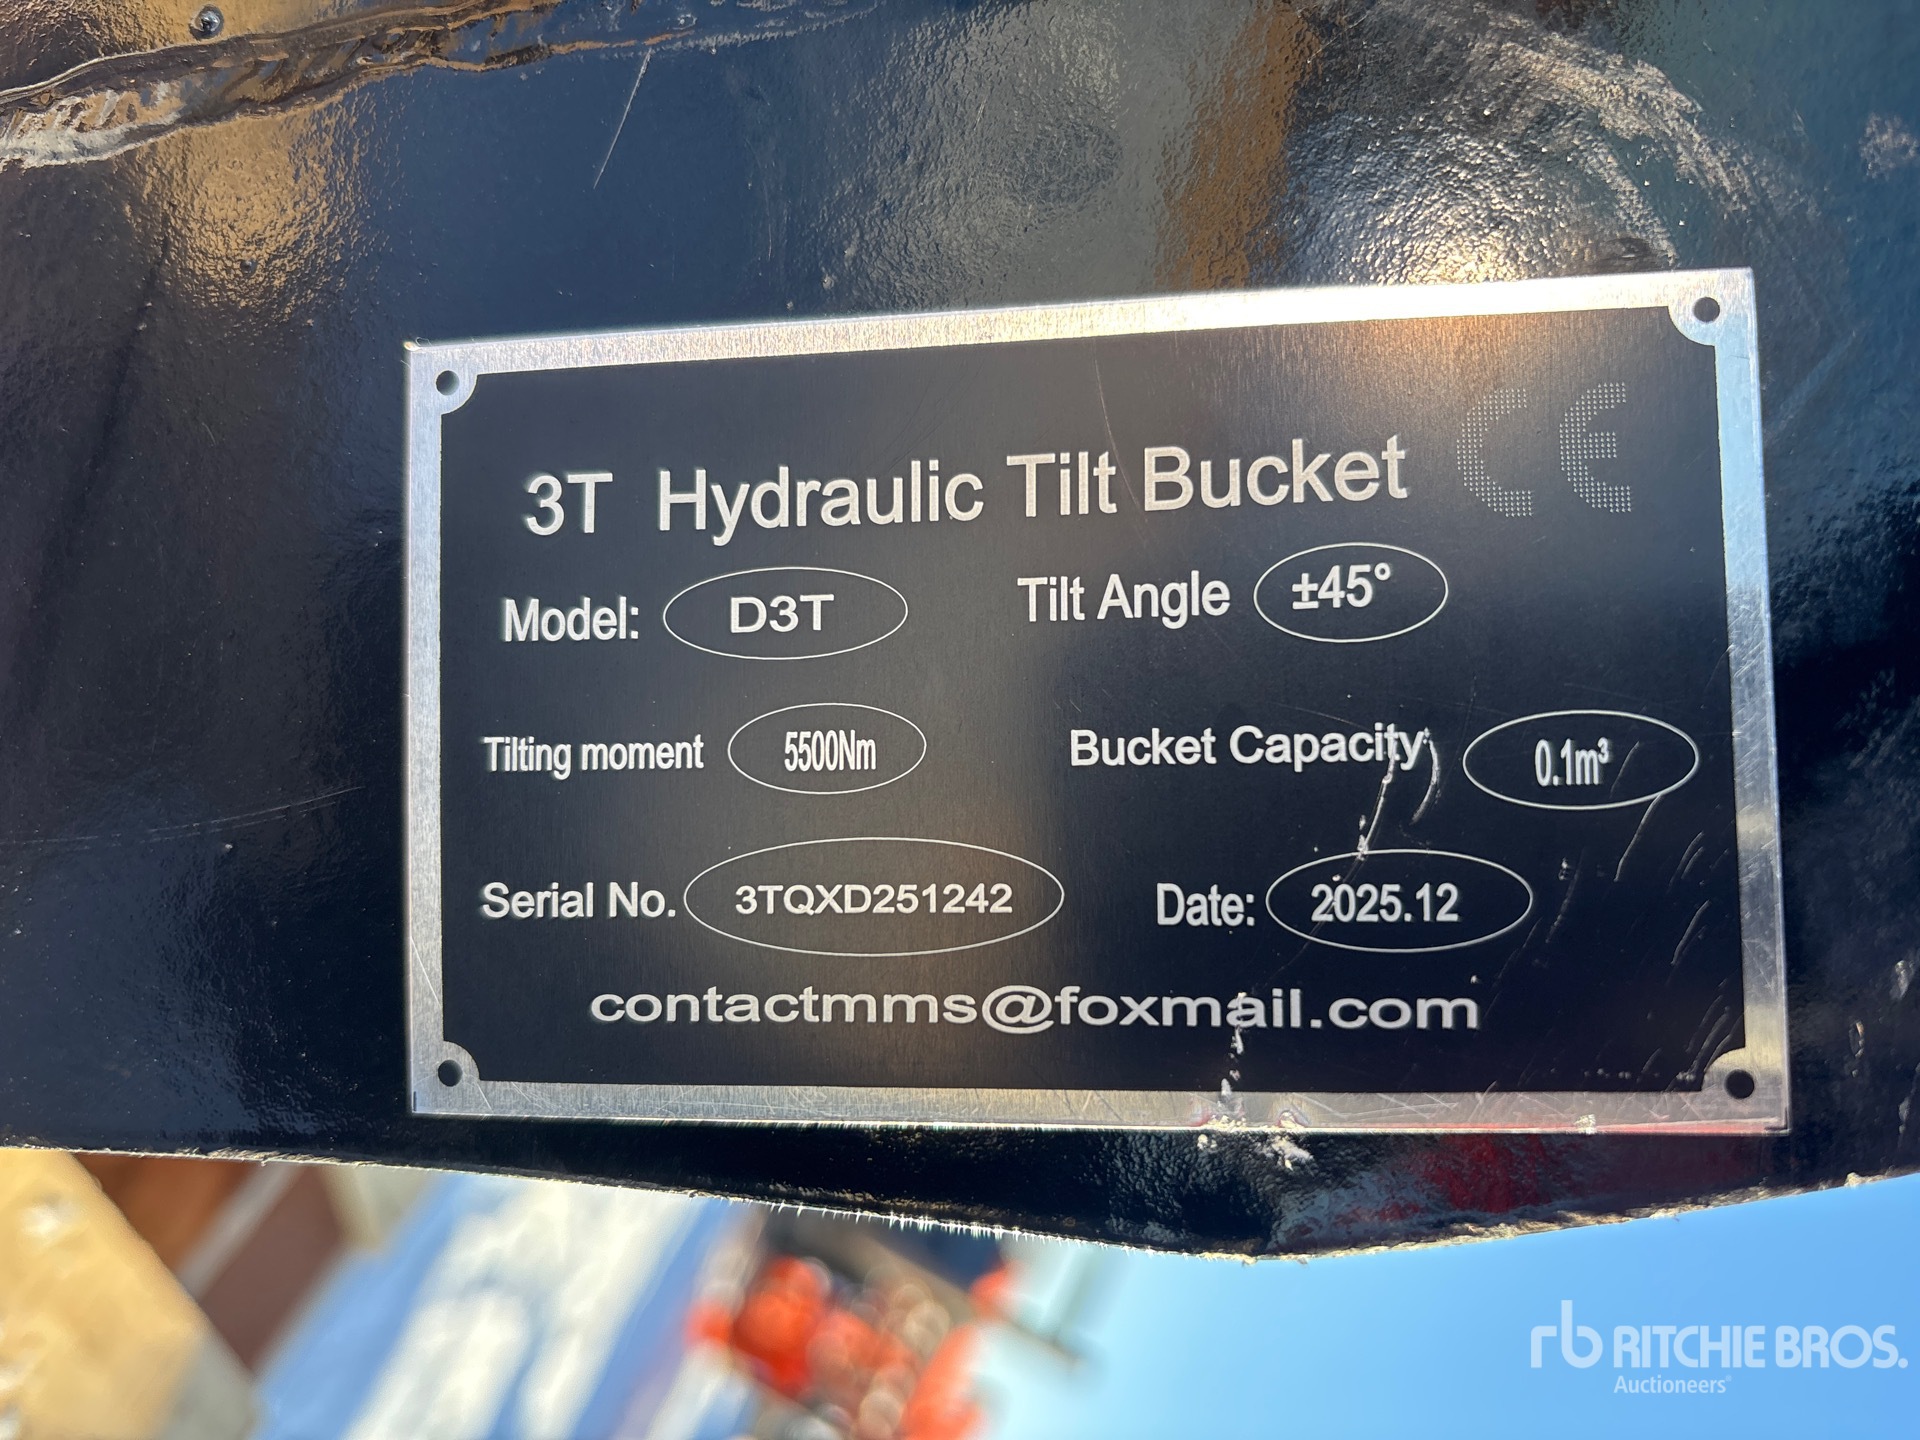 3T Hydraulic Tilt Bucket CE
Model: D3T Tilt Angle ±45°
Tilting moment 5500Nm Bucket Capacity 0.1m³
Serial No. 3TQXD251242 Date: 2025.12
contactmms@foxmail.com
rb RITCHIE BROS.
Auctioneers®